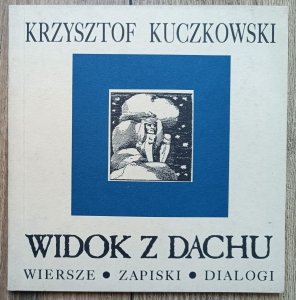 KRZYSZTOF KUCZKOWSKI
WIDOK Z DACHU
WIERSZE • ZAPISKI • DIALOGI